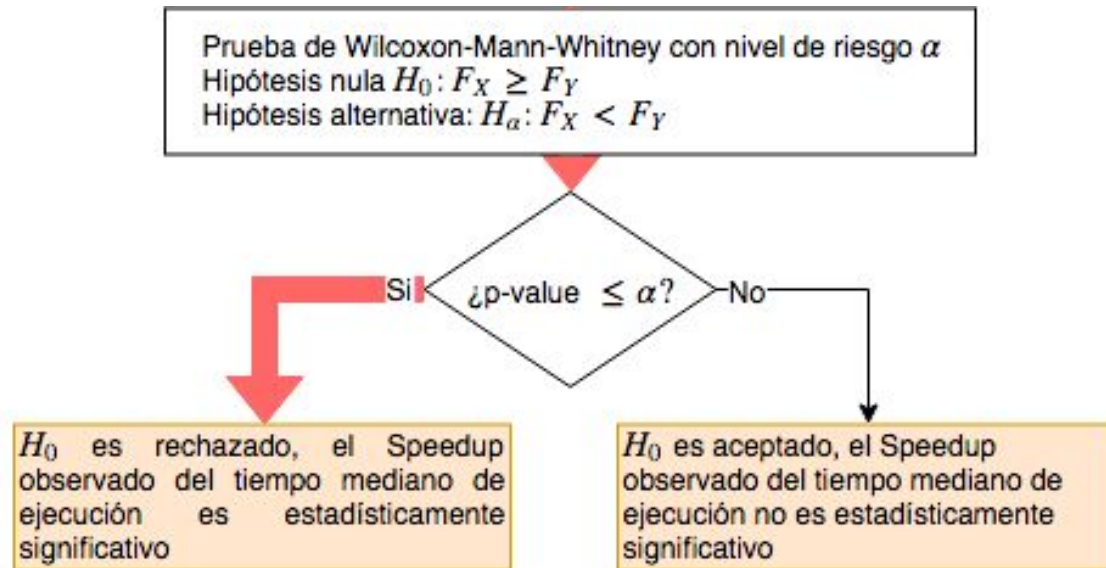 Prueba de Wilcoxon-Mann-Whitney con nivel de riesgo α
Hipótesis nula H₀: F_X ≥ F_Y
Hipótesis alternativa: H_α: F_X < F_Y
Si
¿p-value ≤ α?
No
H₀ es rechazado, el Speedup
observado del tiempo mediano de
ejecución es estadísticamente
significativo
H₀ es aceptado, el Speedup
observado del tiempo mediano de
ejecución no es estadísticamente
significativo